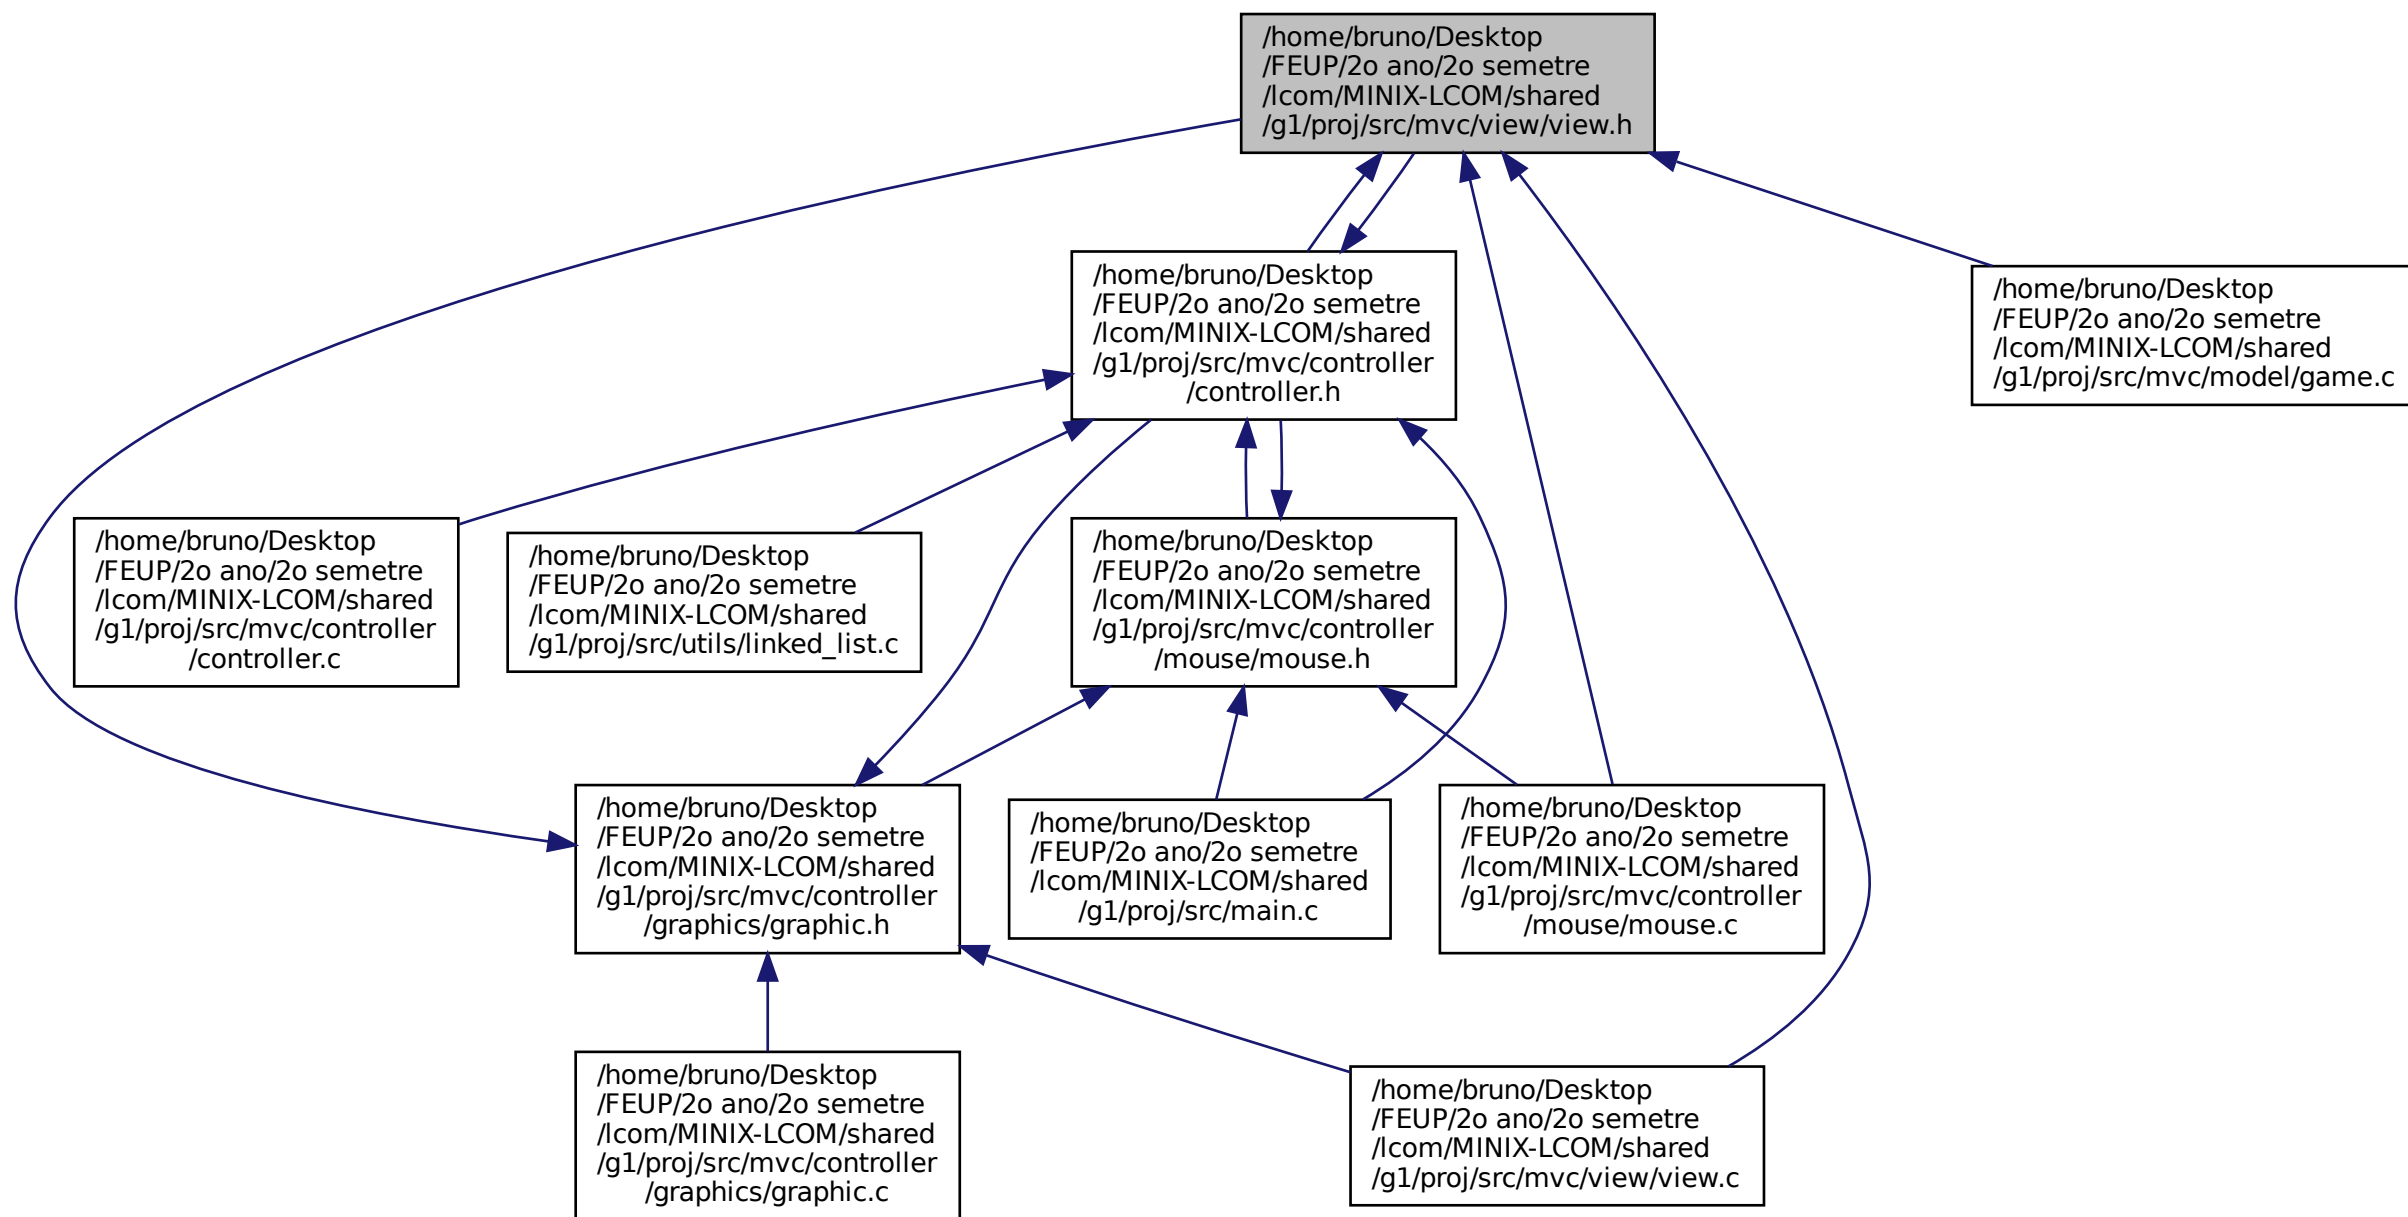 /home/bruno/Desktop
/FEUP/2o ano/2o semetre
/lcom/MINIX-LCOM/shared
/g1/proj/src/mvc/view/view.h
/home/bruno/Desktop
/FEUP/2o ano/2o semetre
/lcom/MINIX-LCOM/shared
/g1/proj/src/mvc/controller
/controller.h
/home/bruno/Desktop
/FEUP/2o ano/2o semetre
/lcom/MINIX-LCOM/shared
/g1/proj/src/mvc/model/game.c
/home/bruno/Desktop
/FEUP/2o ano/2o semetre
/lcom/MINIX-LCOM/shared
/g1/proj/src/mvc/controller
/controller.c
/home/bruno/Desktop
/FEUP/2o ano/2o semetre
/lcom/MINIX-LCOM/shared
/g1/proj/src/utils/linked_list.c
/home/bruno/Desktop
/FEUP/2o ano/2o semetre
/lcom/MINIX-LCOM/shared
/g1/proj/src/mvc/controller
/mouse/mouse.h
/home/bruno/Desktop
/FEUP/2o ano/2o semetre
/lcom/MINIX-LCOM/shared
/g1/proj/src/mvc/controller
/graphics/graphic.h
/home/bruno/Desktop
/FEUP/2o ano/2o semetre
/lcom/MINIX-LCOM/shared
/g1/proj/src/main.c
/home/bruno/Desktop
/FEUP/2o ano/2o semetre
/lcom/MINIX-LCOM/shared
/g1/proj/src/mvc/controller
/mouse/mouse.c
/home/bruno/Desktop
/FEUP/2o ano/2o semetre
/lcom/MINIX-LCOM/shared
/g1/proj/src/mvc/controller
/graphics/graphic.c
/home/bruno/Desktop
/FEUP/2o ano/2o semetre
/lcom/MINIX-LCOM/shared
/g1/proj/src/mvc/view/view.c